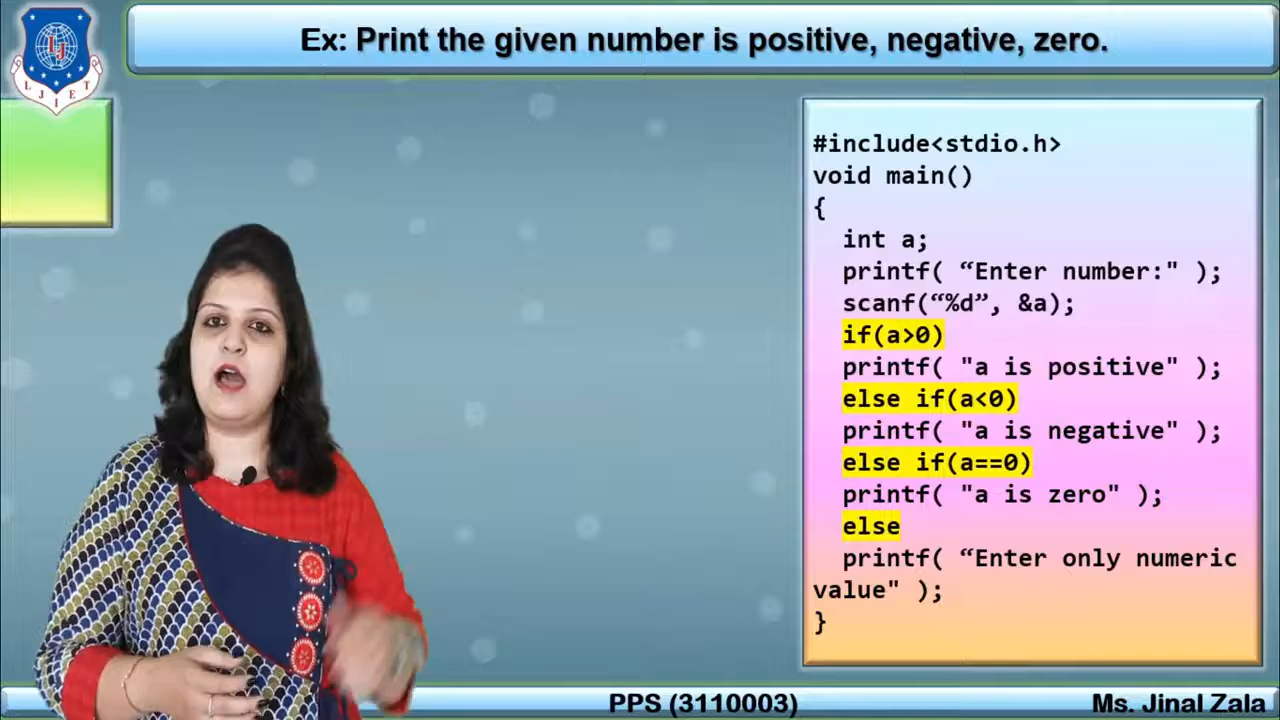 Ex: Print the given number is positive, negative, zero.
LJIET
#include<stdio.h>
void main()
{
int a;
printf( “Enter number:" );
scanf(“%d”, &a);
if(a>0)
printf( "a is positive" );
else if(a<0)
printf( "a is negative" );
else if(a==0)
printf( "a is zero" );
else
printf( “Enter only numeric
value" );
}
PPS (3110003)
Ms. Jinal Zala